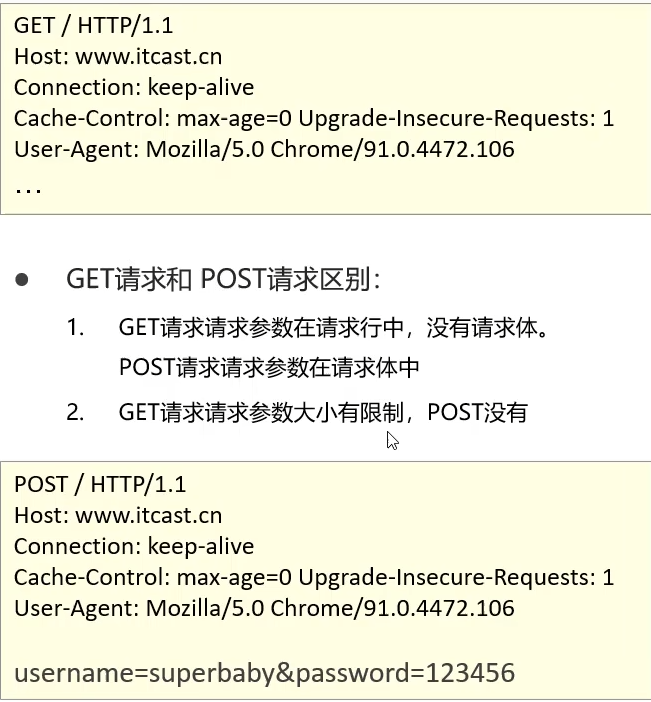 GET / HTTP/1.1
Host: www.itcast.cn
Connection: keep-alive
Cache-Control: max-age=0 Upgrade-Insecure-Requests: 1
User-Agent: Mozilla/5.0 Chrome/91.0.4472.106
...
● GET请求和 POST请求区别：
1. GET请求请求参数在请求行中，没有请求体。
POST请求请求参数在请求体中
2. GET请求请求参数大小有限制，POST没有
POST / HTTP/1.1
Host: www.itcast.cn
Connection: keep-alive
Cache-Control: max-age=0 Upgrade-Insecure-Requests: 1
User-Agent: Mozilla/5.0 Chrome/91.0.4472.106
username=superbaby&password=123456